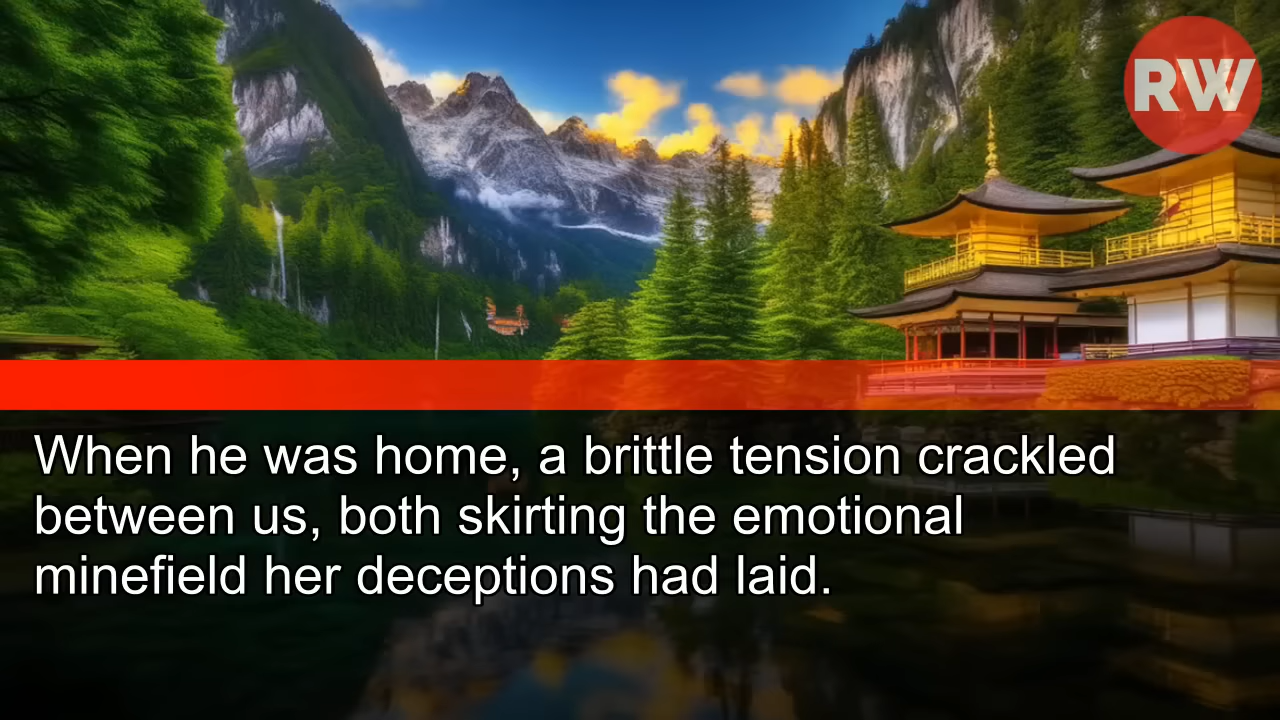 RW
When he was home, a brittle tension crackled
between us, both skirting the emotional
minefield her deceptions had laid.